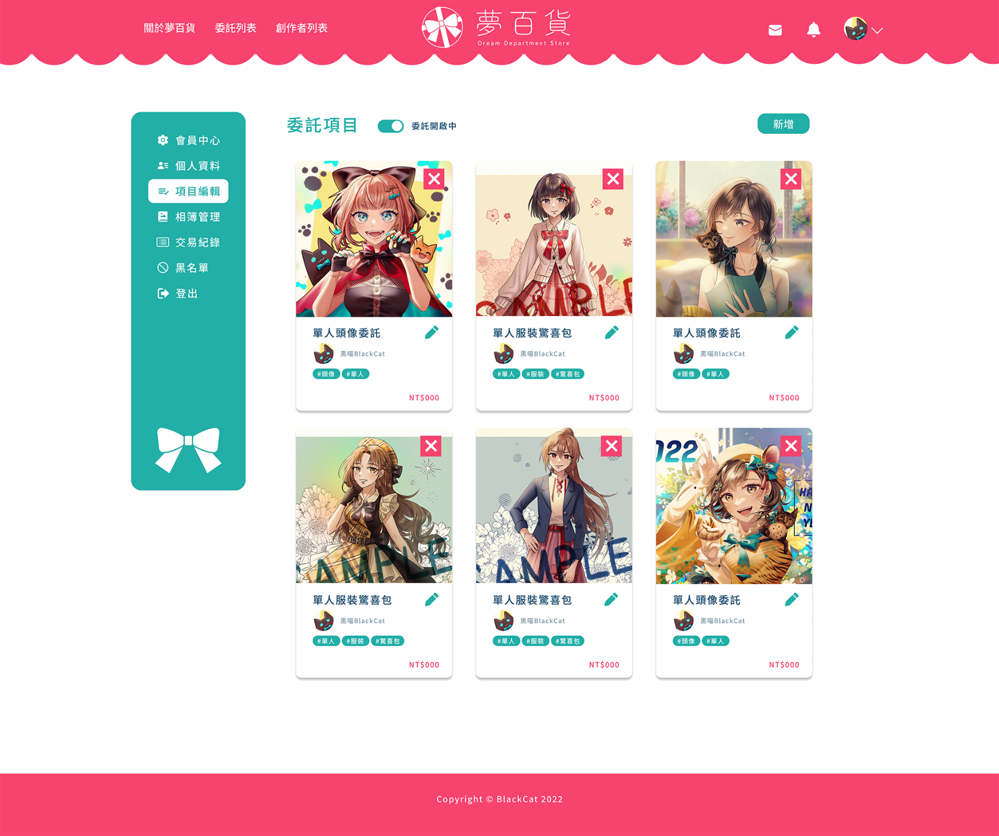 關於夢百貨
委託列表
創作者列表
夢百貨
Dream Department Store
會員中心
個人資料
項目編輯
相簿管理
交易紀錄
黑名單
登出
委託項目
委託開啟中
新增
SAMPLE
單人頭像委託
黑喵BlackCat
#頭像 #單人
NT$000
單人服裝驚喜包
黑喵BlackCat
#單人 #服裝 #驚喜包
NT$000
單人頭像委託
黑喵BlackCat
#頭像 #單人
NT$000
AMPLE
單人服裝驚喜包
黑喵BlackCat
#單人 #服裝 #驚喜包
NT$000
AMPLE
單人服裝驚喜包
黑喵BlackCat
#單人 #服裝 #驚喜包
NT$000
2022
HA
N
YE
單人頭像委託
黑喵BlackCat
#頭像 #單人
NT$000
Copyright © BlackCat 2022